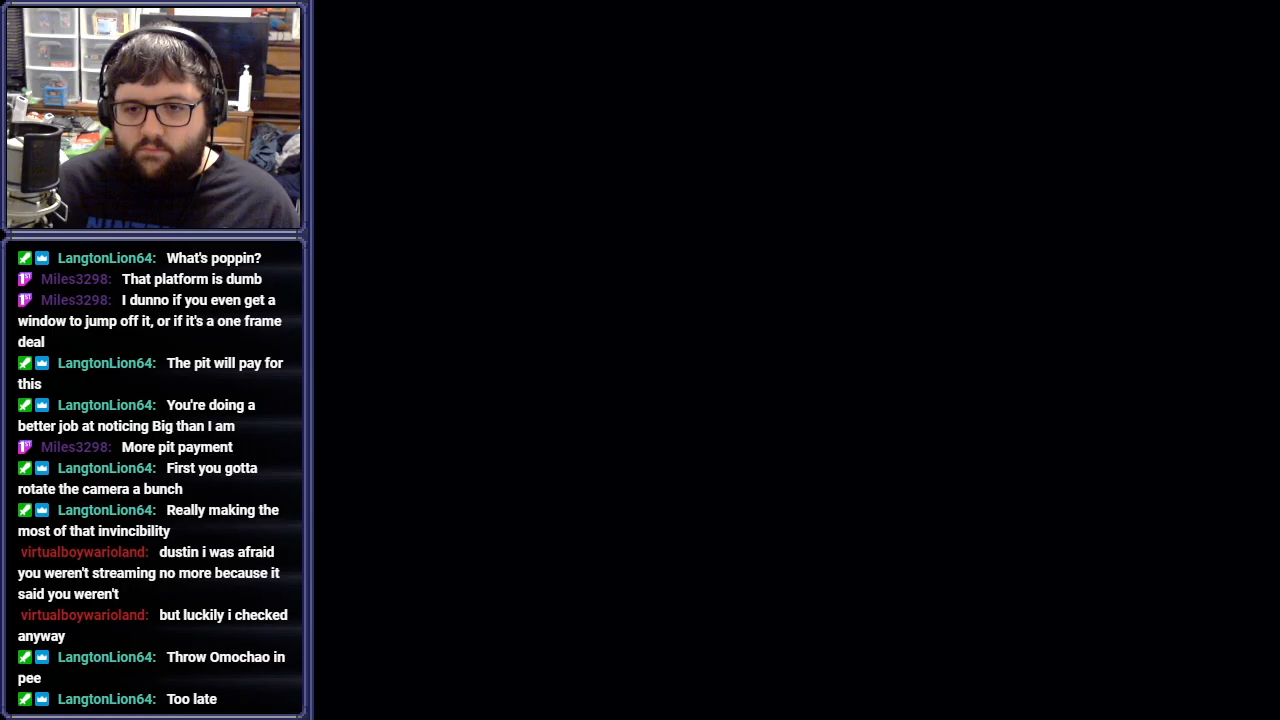 NINTE
LangtonLion64: What's poppin?
Miles3298: That platform is dumb
Miles3298: I dunno if you even get a
window to jump off it, or if it's a one frame
deal
LangtonLion64: The pit will pay for
this
LangtonLion64: You're doing a
better job at noticing Big than I am
Miles3298: More pit payment
LangtonLion64: First you gotta
rotate the camera a bunch
LangtonLion64: Really making the
most of that invincibility
virtualboywarioland: dustin i was afraid
you weren't streaming no more because it
said you weren't
virtualboywarioland: but luckily i checked
anyway
LangtonLion64: Throw Omochao in
pee
LangtonLion64: Too late